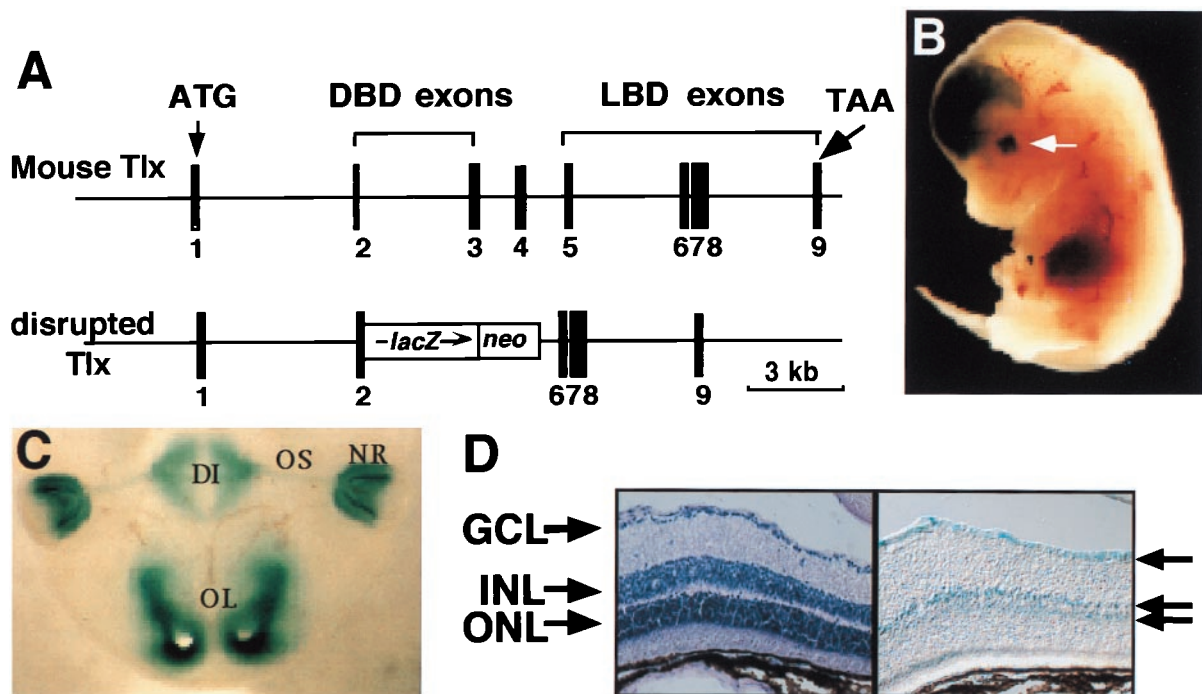 A
B
ATG
DBD exons
LBD exons
TAA
Mouse Tlx
1
2
3
4
5
678
9
disrupted
Tlx
-lacZ→
neo
1
2
678
9
3 kb
C
DI
OS
NR
OL
D
GCL
INL
ONL